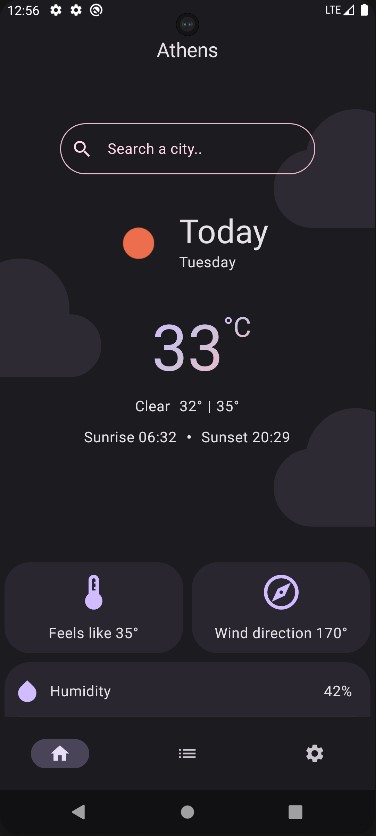 12:56
LTE
Athens
Search a city..
Today
Tuesday
33°C
Clear 32° | 35°
Sunrise 06:32 • Sunset 20:29
Feels like 35°
Wind direction 170°
Humidity 42%